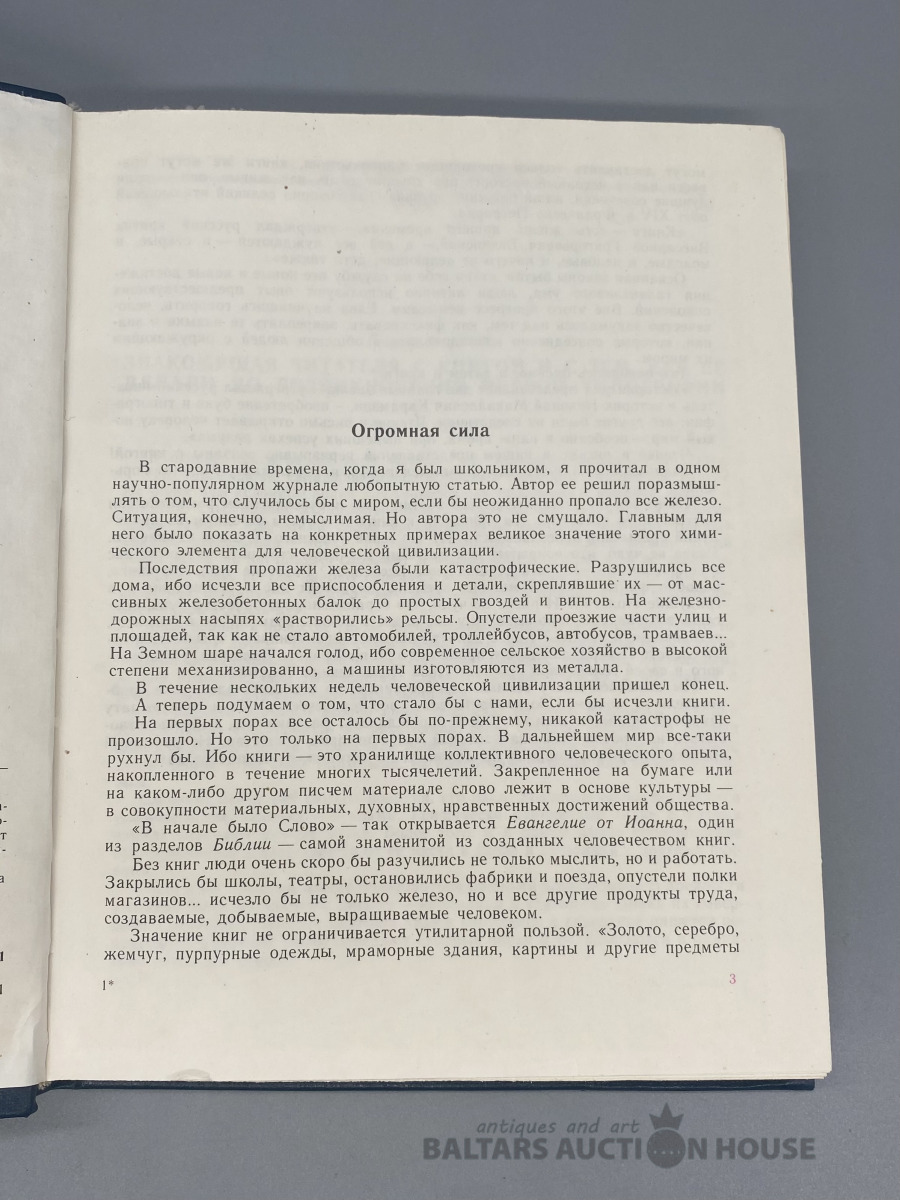 Огромная сила
В стародавние времена, когда я был школьником, я прочитал в одном
научно-популярном журнале любопытную статью. Автор ее решил поразмыш-
лять о том, что случилось бы с миром, если бы неожиданно пропало все железо.
Ситуация, конечно, немыслимая. Но автора это не смущало. Главным для
него было показать на конкретных примерах великое значение этого хими-
ческого элемента для человеческой цивилизации.
Последствия пропажи железа были катастрофические. Разрушились все
дома, ибо исчезли все приспособления и детали, скреплявшие их — от мас-
сивных железобетонных балок до простых гвоздей и винтов. На железно-
дорожных насыпях «растворились» рельсы. Опустели проезжие части улиц и
площадей, так как не стало автомобилей, троллейбусов, автобусов, трамваев...
На Земном шаре начался голод, ибо современное сельское хозяйство в высокой
степени механизированно, а машины изготовляются из металла.
В течение нескольких недель человеческой цивилизации пришел конец.
А теперь подумаем о том, что стало бы с нами, если бы исчезли книги.
На первых порах все осталось бы по-прежнему, никакой катастрофы не
произошло. Но это только на первых порах. В дальнейшем мир все-таки
рухнул бы. Ибо книги — это хранилище коллективного человеческого опыта,
накопленного в течение многих тысячелетий. Закрепленное на бумаге или
на каком-либо другом писчем материале слово лежит в основе культуры —
в совокупности материальных, духовных, нравственных достижений общества.
«В начале было Слово» — так открывается Евангелие от Иоанна, один
из разделов Библии — самой знаменитой из созданных человечеством книг.
Без книг люди очень скоро бы разучились не только мыслить, но и работать.
Закрылись бы школы, театры, остановились фабрики и поезда, опустели полки
магазинов... исчезло бы не только железо, но и все другие продукты труда,
создаваемые, добываемые, выращиваемые человеком.
Значение книг не ограничивается утилитарной пользой. «Золото, серебро,
жемчуг, пурпурные одежды, мраморные здания, картины и другие предметы
1*
3
antiques and art
BALTARS AUCTION HOUSE